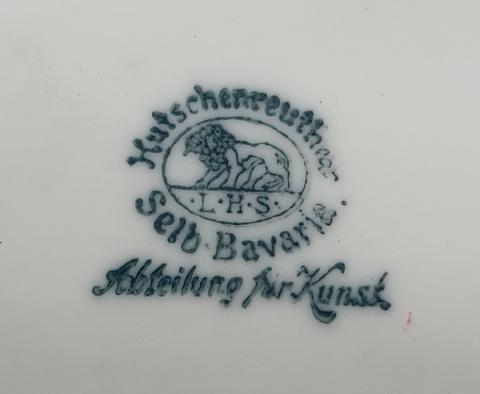 Hutschenreuther
L·H·S·
Selb·Bavaria.
Abteilung für Kunst.